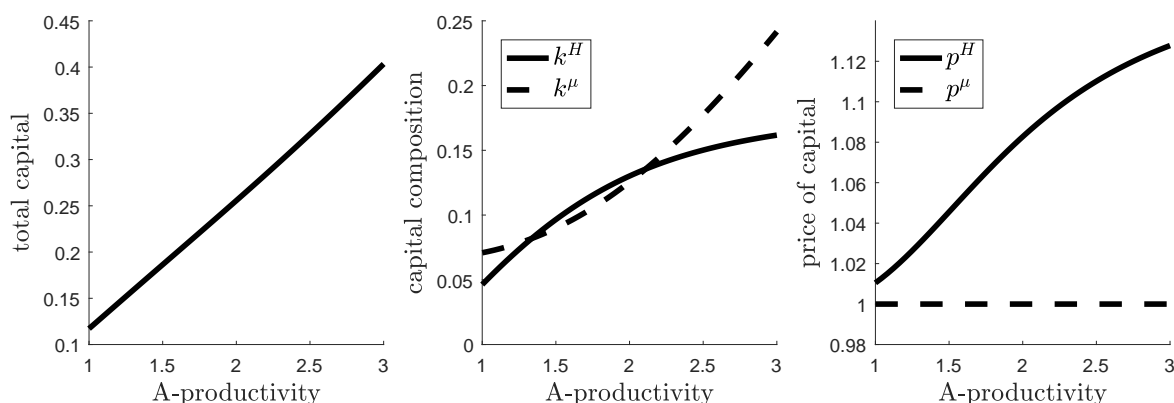 total capital
0.45
0.4
0.35
0.3
0.25
0.2
0.15
0.1
1 1.5 2 2.5 3
A-productivity
capital composition
0.25
0.2
0.15
0.1
0.05
0
k^H
k^μ
1 1.5 2 2.5 3
A-productivity
price of capital
1.12
1.1
1.08
1.06
1.04
1.02
1
0.98
p^H
p^μ
1 1.5 2 2.5 3
A-productivity